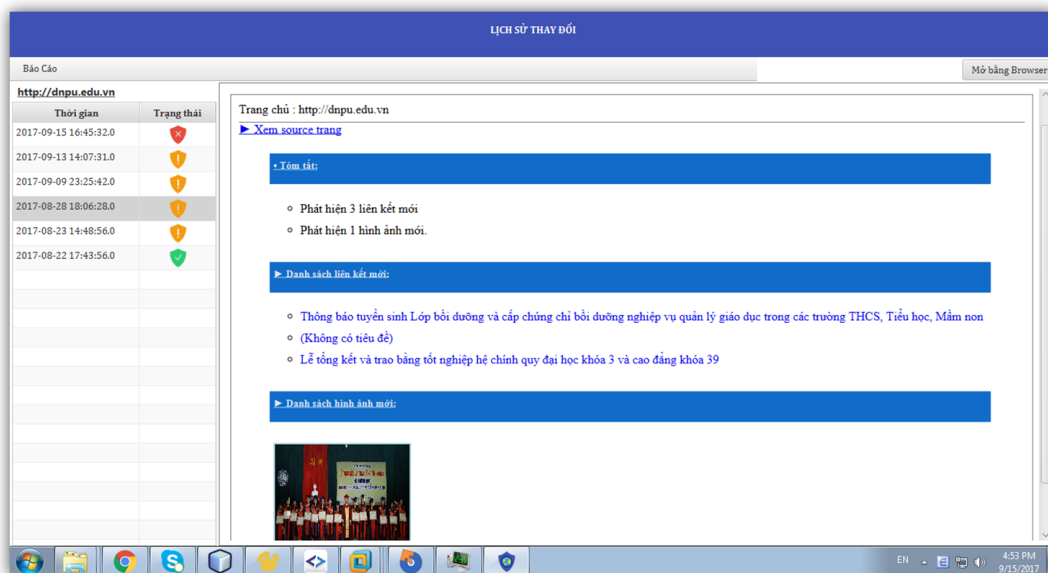 LỊCH SỬ THAY ĐỔI
Báo Cáo
Mở bằng Browser
http://dnpu.edu.vn
Thời gian Trạng thái
2017-09-15 16:45:32.0
2017-09-13 14:07:31.0
2017-09-09 23:25:42.0
2017-08-28 18:06:28.0
2017-08-23 14:48:56.0
2017-08-22 17:43:56.0
Trang chủ : http://dnpu.edu.vn
► Xem source trang
• Tóm tắt:
Phát hiện 3 liên kết mới
Phát hiện 1 hình ảnh mới.
► Danh sách liên kết mới:
Thông báo tuyển sinh Lớp bồi dưỡng và cấp chứng chỉ bồi dưỡng nghiệp vụ quản lý giáo dục trong các trường THCS, Tiểu học, Mầm non
(Không có tiêu đề)
Lễ tổng kết và trao bằng tốt nghiệp hệ chính quy đại học khóa 3 và cao đẳng khóa 39
► Danh sách hình ảnh mới:
EN
4:53 PM
9/15/2017